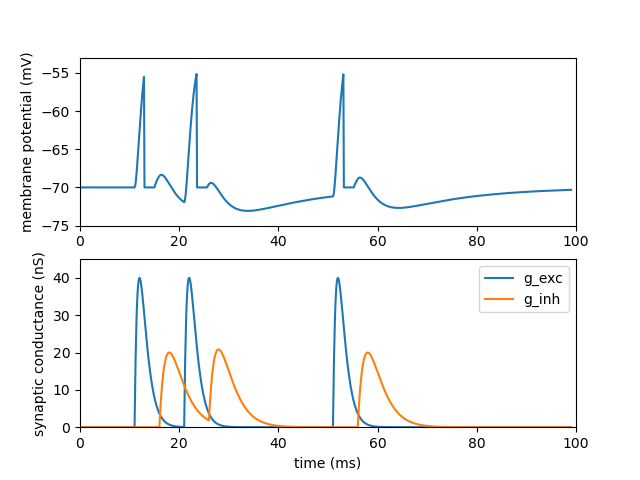 membrane potential (mV)
−55
−60
−65
−70
−75
0 20 40 60 80 100
synaptic conductance (nS)
40
30
20
10
0
g_exc
g_inh
0 20 40 60 80 100
time (ms)